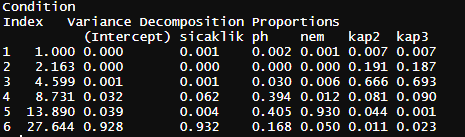 Condition
Index Variance Decomposition Proportions
(Intercept) sicaklik ph nem kap2 kap3
1 1.000 0.000 0.001 0.002 0.001 0.007 0.007
2 2.163 0.000 0.000 0.000 0.000 0.191 0.187
3 4.599 0.001 0.001 0.030 0.006 0.666 0.693
4 8.731 0.032 0.062 0.394 0.012 0.081 0.090
5 13.890 0.039 0.004 0.405 0.930 0.044 0.001
6 27.644 0.928 0.932 0.168 0.050 0.011 0.023